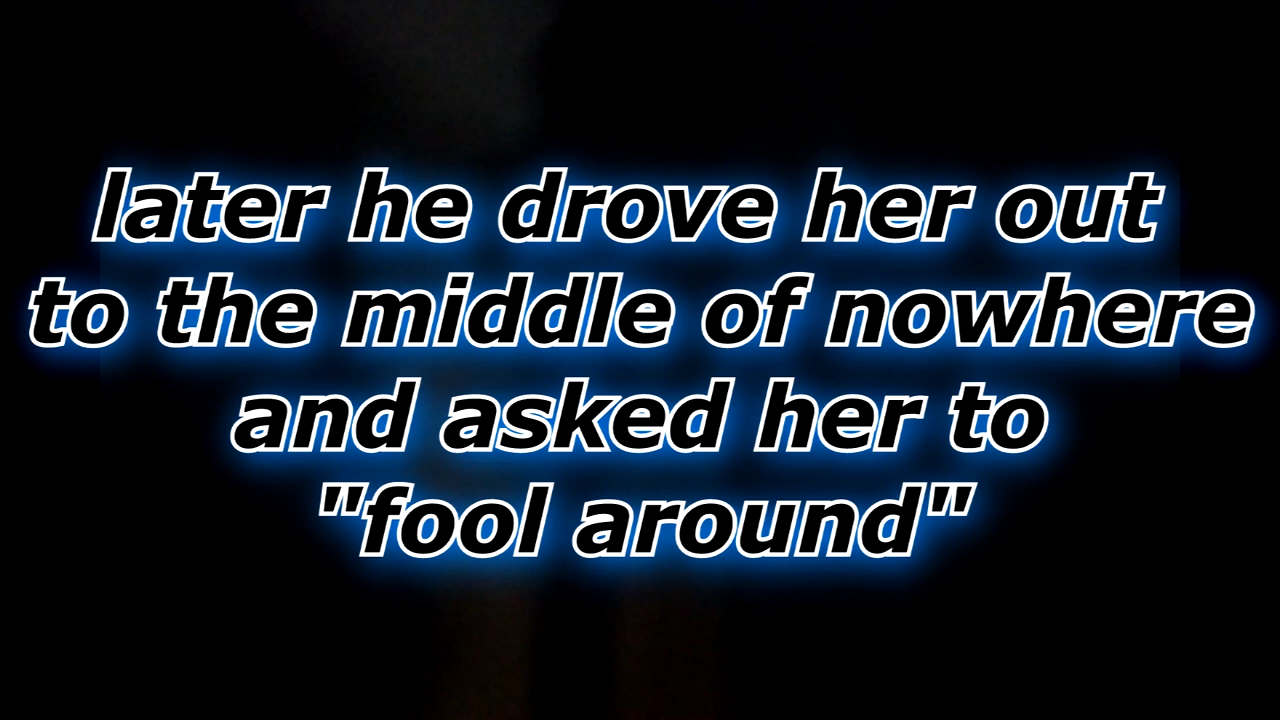 later he drove her out
to the middle of nowhere
and asked her to
"fool around"